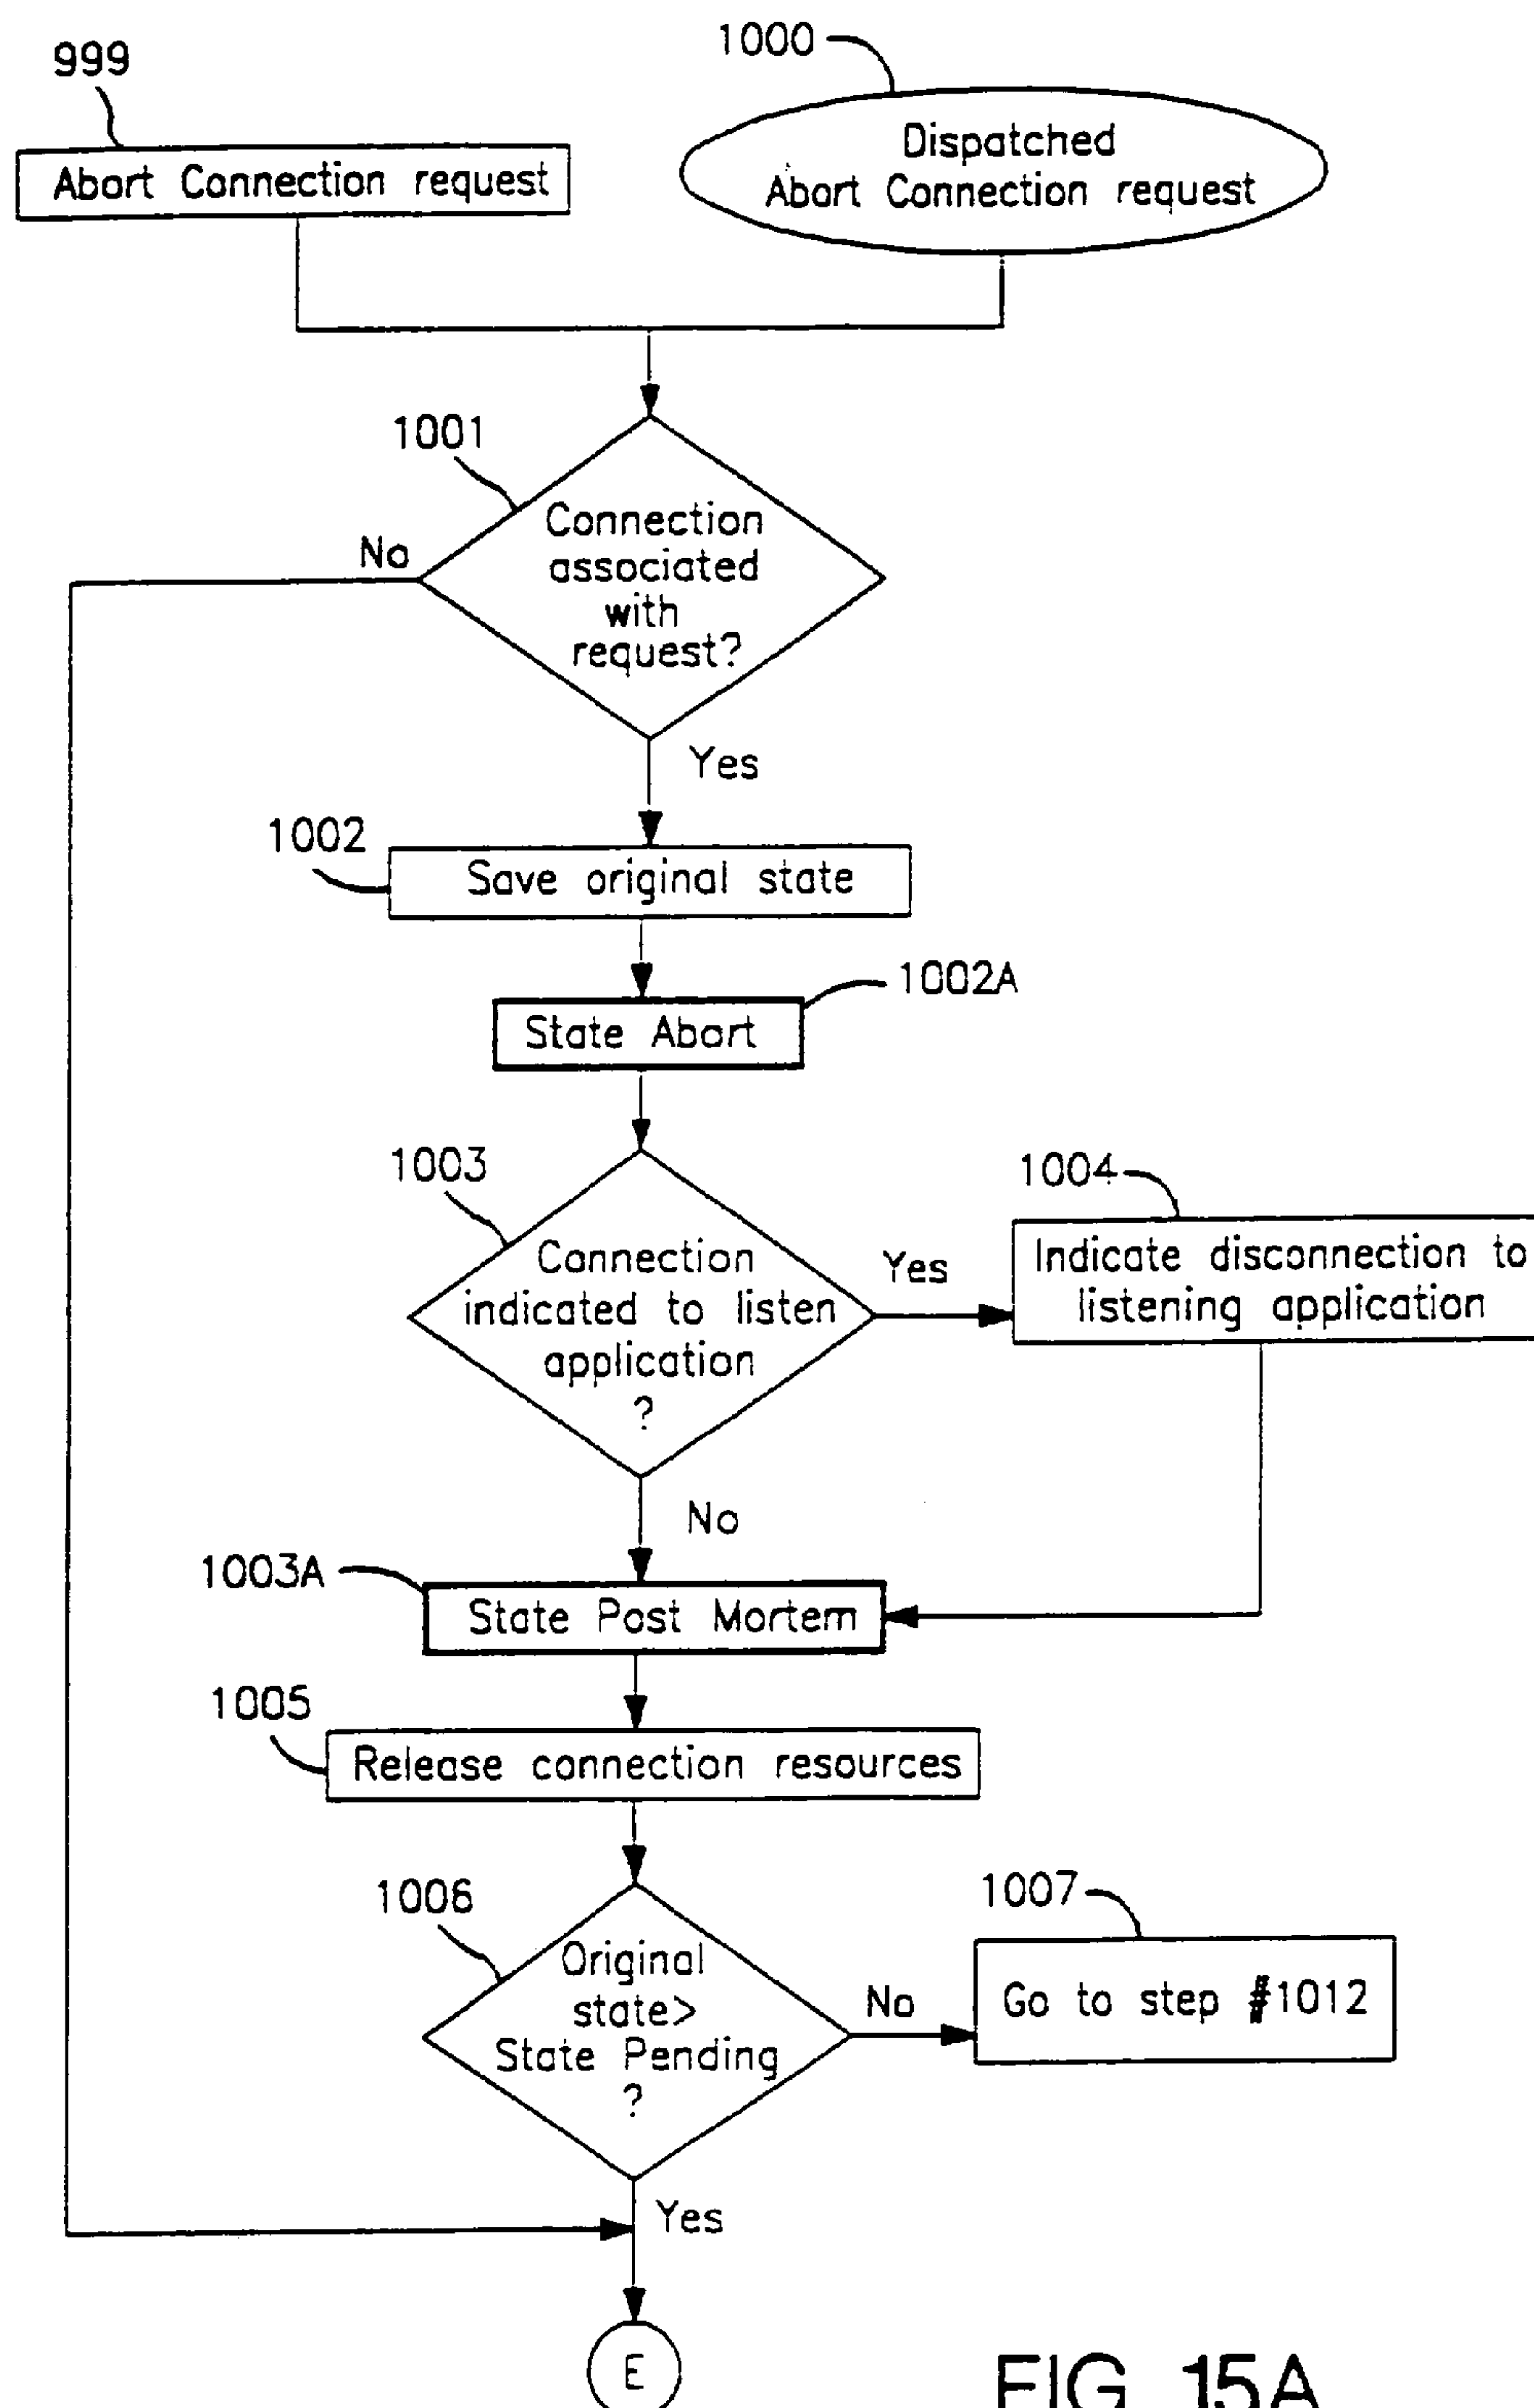 999
1000
Abort Connection request
Dispatched
Abort Connection request
1001
No
Connection
associated
with
request?
Yes
1002
Save original state
1002A
State Abort
1003
Connection
indicated to listen
application
?
Yes
1004
Indicate disconnection to
listening application
No
1003A
State Post Mortem
1005
Release connection resources
1006
Original
state>
State Pending
?
No
1007
Go to step #1012
Yes
E
FIG. 15A